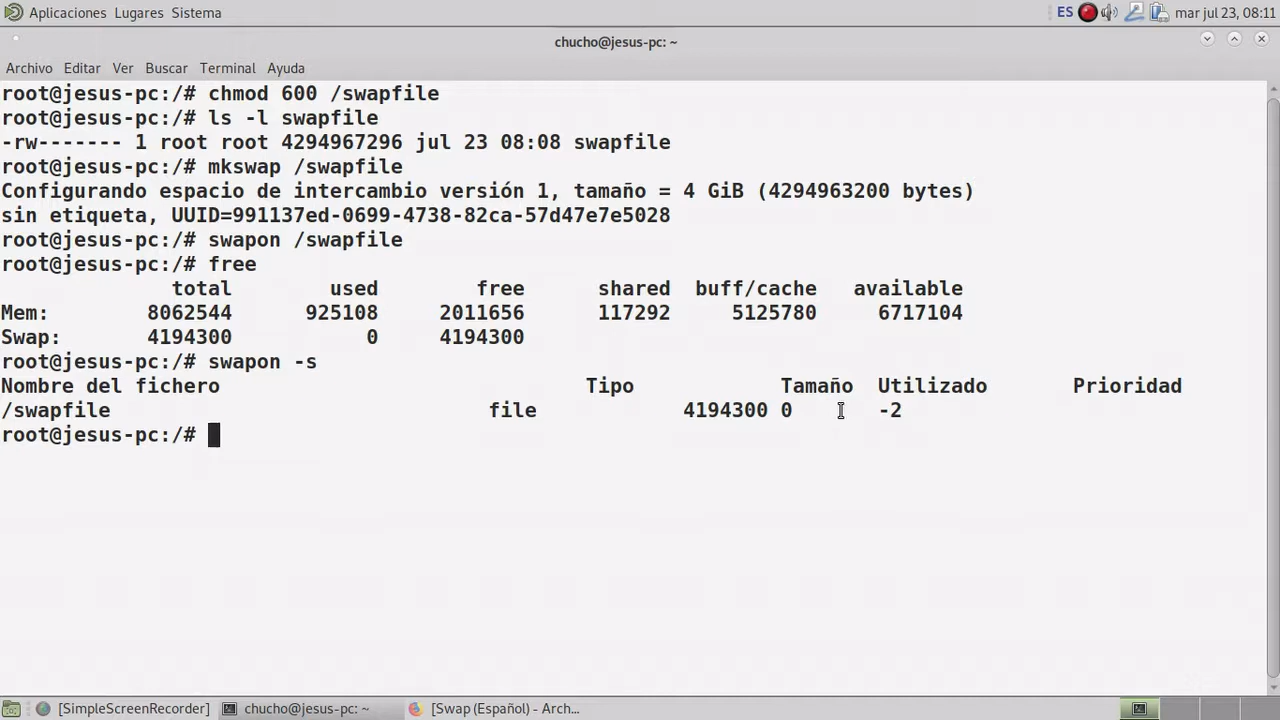 Aplicaciones Lugares Sistema ES mar jul 23, 08:11
chucho@jesus-pc: ~
Archivo Editar Ver Buscar Terminal Ayuda
root@jesus-pc:/# chmod 600 /swapfile
root@jesus-pc:/# ls -l swapfile
-rw------- 1 root root 4294967296 jul 23 08:08 swapfile
root@jesus-pc:/# mkswap /swapfile
Configurando espacio de intercambio versión 1, tamaño = 4 GiB (4294963200 bytes)
sin etiqueta, UUID=991137ed-0699-4738-82ca-57d47e7e5028
root@jesus-pc:/# swapon /swapfile
root@jesus-pc:/# free
total used free shared buff/cache available
Mem: 8062544 925108 2011656 117292 5125780 6717104
Swap: 4194300 0 4194300
root@jesus-pc:/# swapon -s
Nombre del fichero Tipo Tamaño Utilizado Prioridad
/swapfile file 4194300 0 -2
root@jesus-pc:/#
[SimpleScreenRecorder] chucho@jesus-pc: ~ [Swap (Español) - Arch...